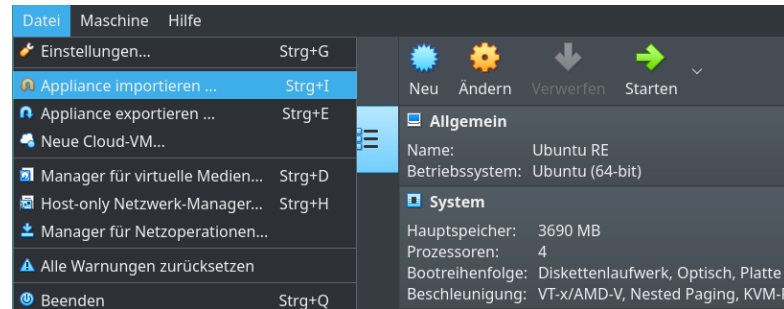 Datei Maschine Hilfe
Einstellungen... Strg+G
Appliance importieren ... Strg+I
Appliance exportieren ... Strg+E
Neue Cloud-VM...
Manager für virtuelle Medien... Strg+D
Host-only Netzwerk-Manager... Strg+H
Manager für Netzoperationen...
Alle Warnungen zurücksetzen
Beenden Strg+Q
Neu Ändern Verwerfen Starten
Allgemein
Name: Ubuntu RE
Betriebssystem: Ubuntu (64-bit)
System
Hauptspeicher: 3690 MB
Prozessoren: 4
Bootreihenfolge: Diskettenlaufwerk, Optisch, Platte
Beschleunigung: VT-x/AMD-V, Nested Paging,